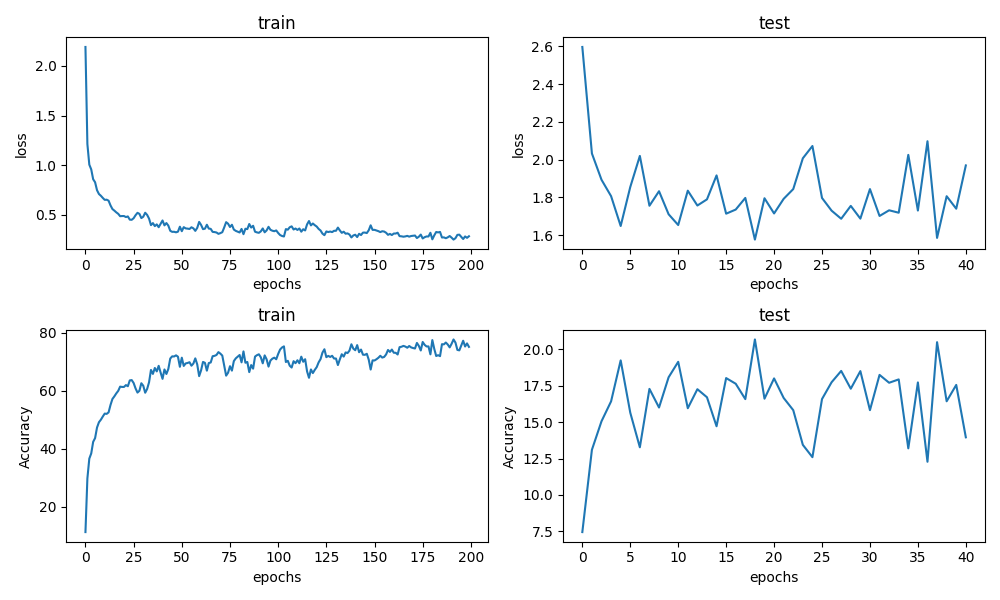 train
loss
2.0
1.5
1.0
0.5
0 25 50 75 100 125 150 175 200
epochs
test
loss
2.6
2.4
2.2
2.0
1.8
1.6
0 5 10 15 20 25 30 35 40
epochs
train
Accuracy
80
60
40
20
0 25 50 75 100 125 150 175 200
epochs
test
Accuracy
20.0
17.5
15.0
12.5
10.0
7.5
0 5 10 15 20 25 30 35 40
epochs